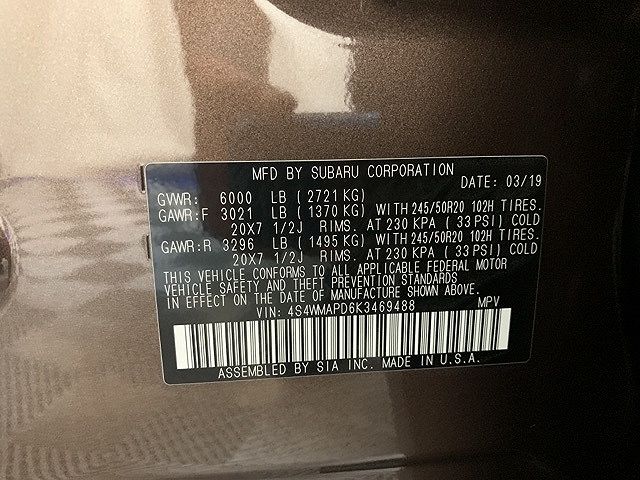 MFD BY SUBARU CORPORATION
DATE: 03/19
GVWR: 6000 LB (2721 KG)
GAWR:F 3021 LB (1370 KG) WITH 245/50R20 102H TIRES.
20X7 1/2J RIMS. AT 230 KPA (33 PSI) COLD
GAWR:R 3296 LB (1495 KG) WITH 245/50R20 102H TIRES.
20X7 1/2J RIMS. AT 230 KPA (33 PSI) COLD
THIS VEHICLE CONFORMS TO ALL APPLICABLE FEDERAL MOTOR
VEHICLE SAFETY AND THEFT PREVENTION STANDARDS
IN EFFECT ON THE DATE OF MANUFACTURE SHOWN ABOVE.
VIN: 4S4WMAPD6K3469488 MPV
ASSEMBLED BY SIA INC. MADE IN U.S.A.